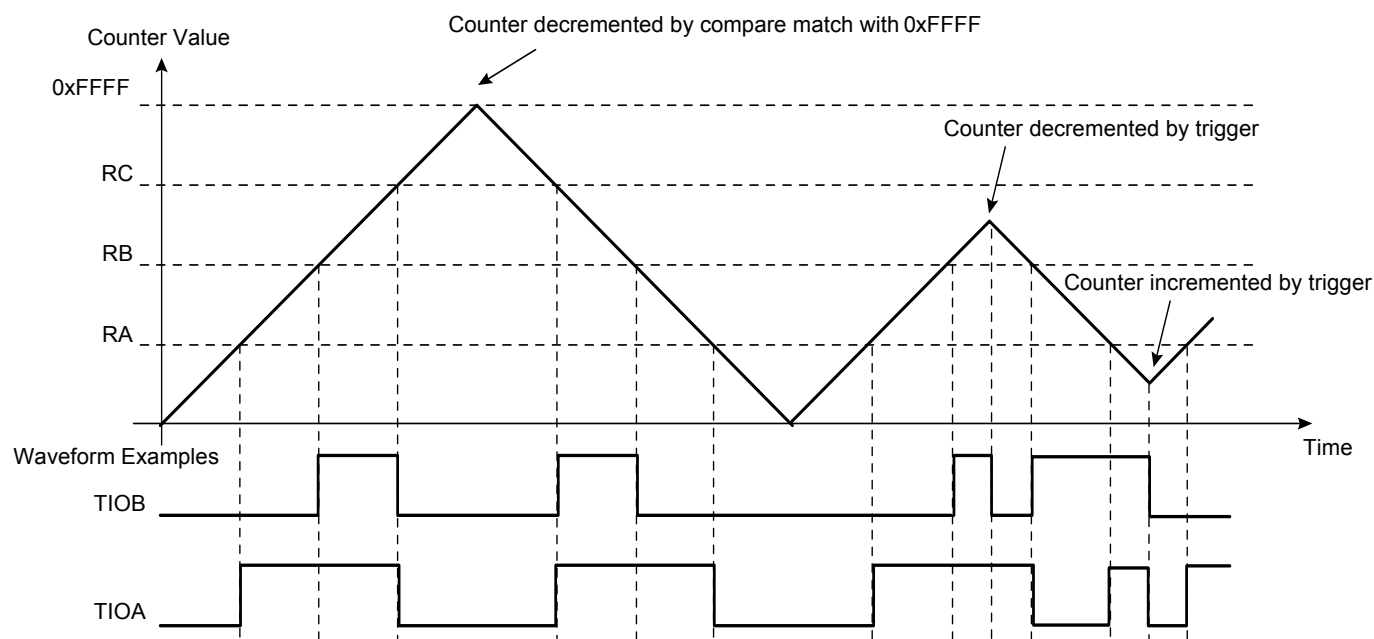 Counter decremented by compare match with 0xFFFF
Counter Value
0xFFFF
Counter decremented by trigger
RC
RB
Counter incremented by trigger
RA
Time
Waveform Examples
TIOB
TIOA